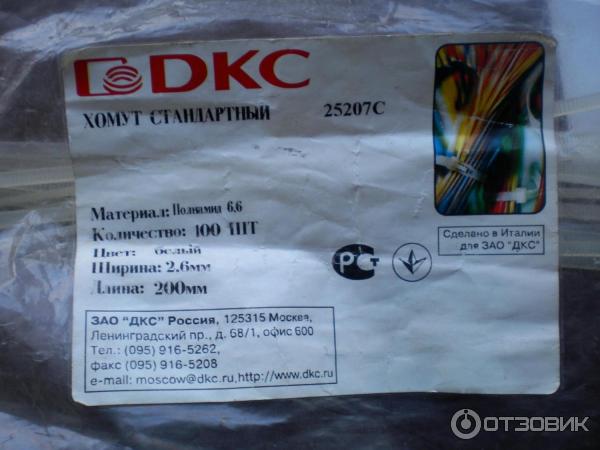 DKC
ХОМУТ СТАНДАРТНЫЙ 25207C
Материал: Полиамид 6,6
Количество: 100 ШТ
Цвет: белый
Ширина: 2.6мм
Длина: 200мм
Сделано в Италии
для ЗАО "ДКС"
РСт
ЗАО "ДКС" Россия, 125315 Москва,
Ленинградский пр., д. 68/1, офис 600
Тел.: (095) 916-5262,
факс (095) 916-5208
e-mail: moscow@dkc.ru,http://www.dkc.ru
ОТЗОВИК